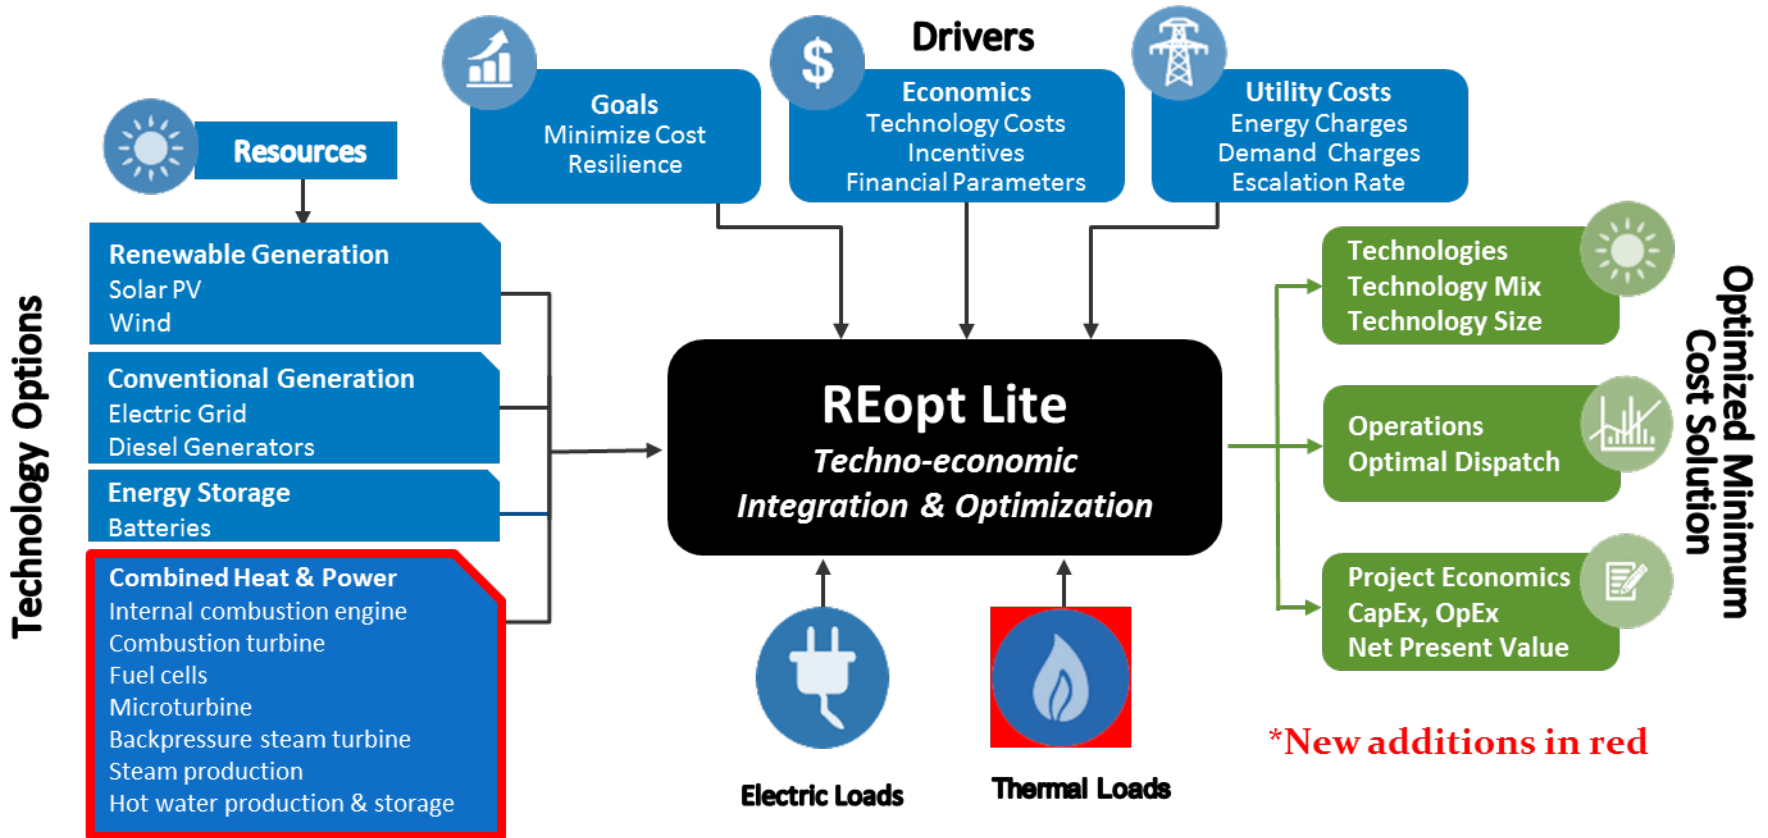 Drivers
Goals
Minimize Cost
Resilience
$
Economics
Technology Costs
Incentives
Financial Parameters
Utility Costs
Energy Charges
Demand Charges
Escalation Rate
Technology Options
Resources
Renewable Generation
Solar PV
Wind
Conventional Generation
Electric Grid
Diesel Generators
Energy Storage
Batteries
Combined Heat & Power
Internal combustion engine
Combustion turbine
Fuel cells
Microturbine
Backpressure steam turbine
Steam production
Hot water production & storage
REopt Lite
Techno-economic
Integration & Optimization
Electric Loads
Thermal Loads
Technologies
Technology Mix
Technology Size
Operations
Optimal Dispatch
Project Economics
CapEx, OpEx
Net Present Value
Optimized Minimum
Cost Solution
*New additions in red